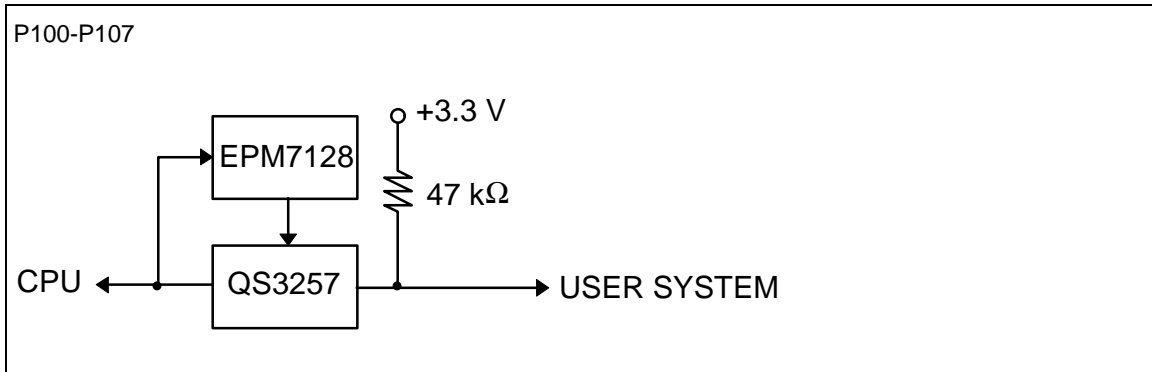 P100-P107
+3.3 V
EPM7128
47 kΩ
CPU
QS3257
USER SYSTEM